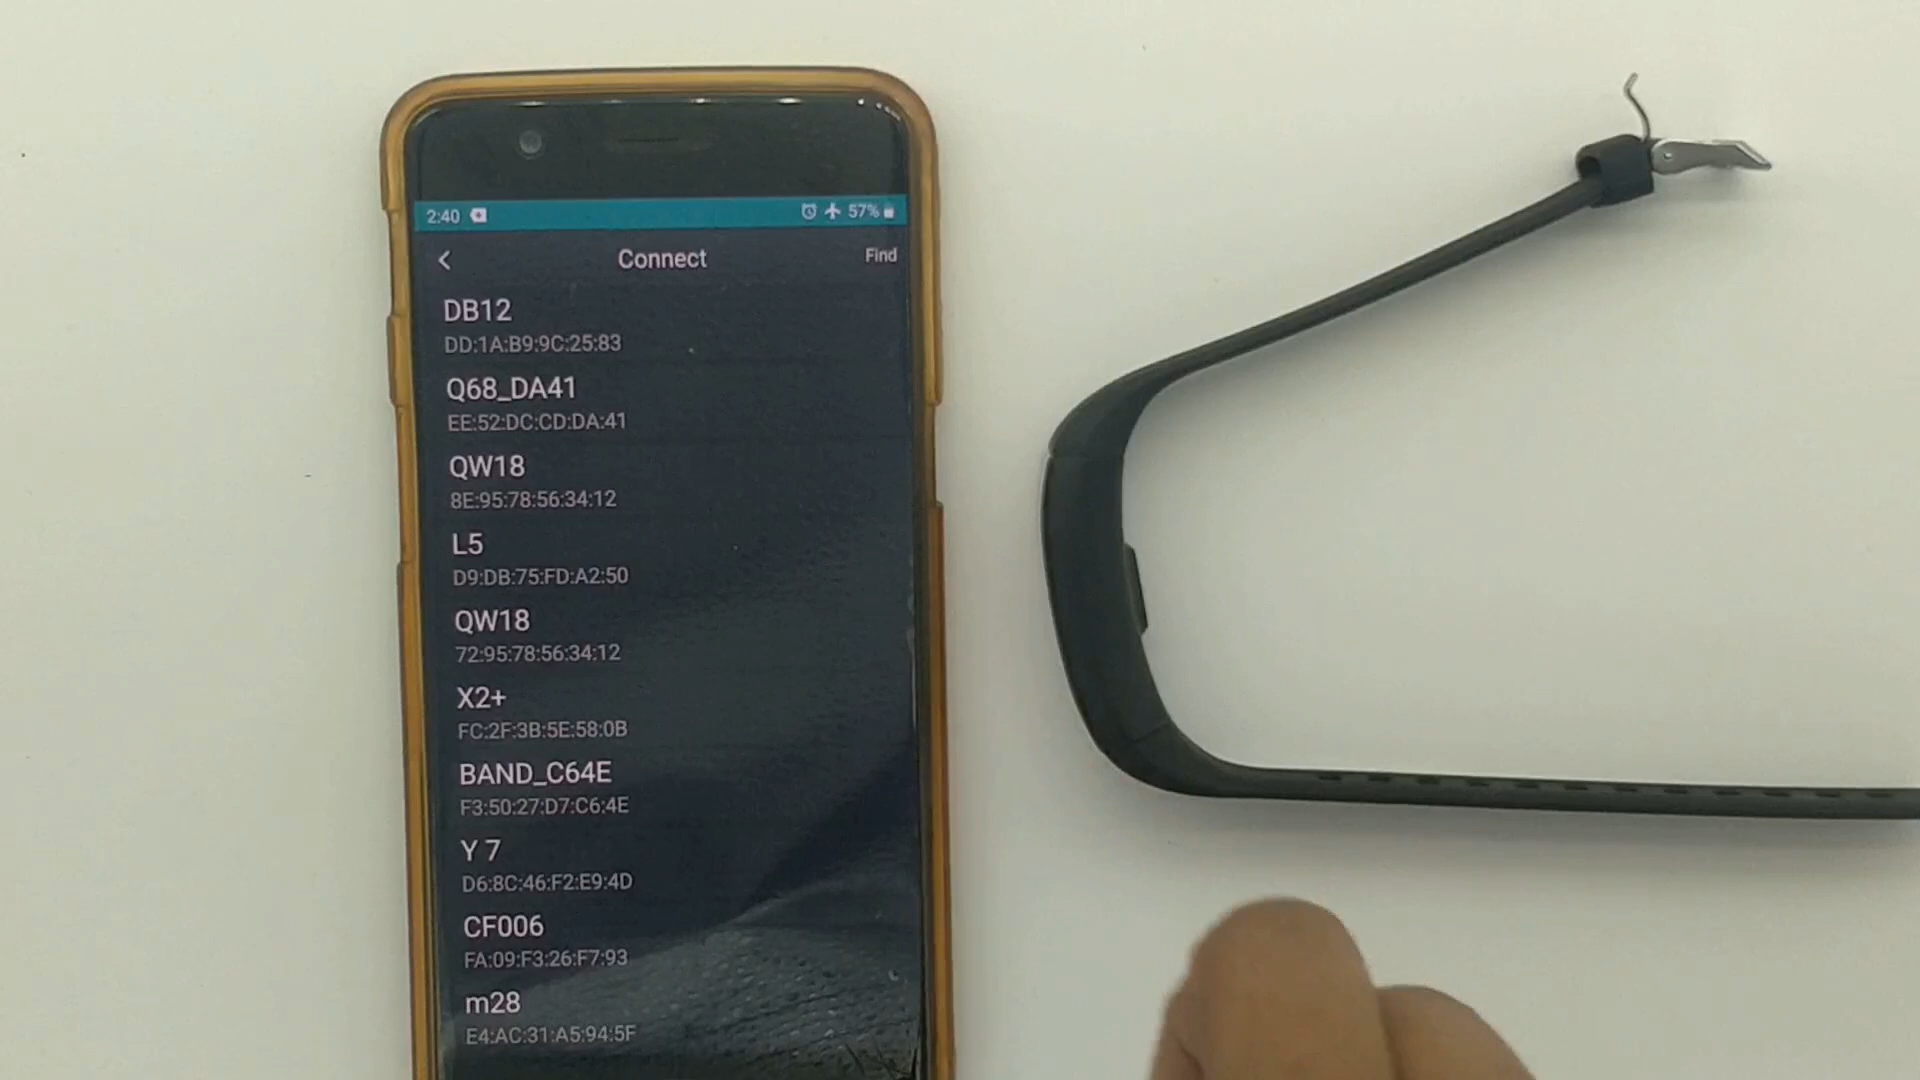 2:40 57%
Connect Find
DB12
DD:1A:B9:9C:25:83
Q68_DA41
EE:52:DC:CD:DA:41
QW18
8E:95:78:56:34:12
L5
D9:DB:75:FD:A2:50
QW18
72:95:78:56:34:12
X2+
FC:2F:3B:5E:58:0B
BAND_C64E
F3:50:27:D7:C6:4E
Y 7
D6:8C:46:F2:E9:4D
CF006
FA:09:F3:26:F7:93
m28
E4:AC:31:A5:94:5F